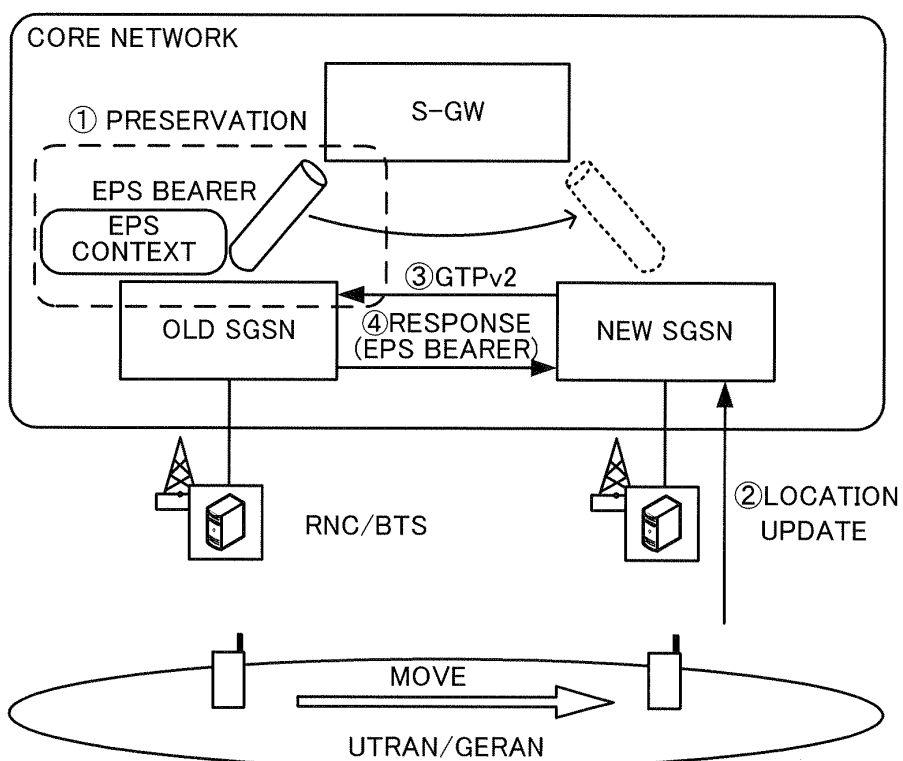 CORE NETWORK
S-GW
① PRESERVATION
EPS BEARER
EPS
CONTEXT
③GTPv2
OLD SGSN
④RESPONSE
(EPS BEARER)
NEW SGSN
②LOCATION
UPDATE
RNC/BTS
MOVE
UTRAN/GERAN